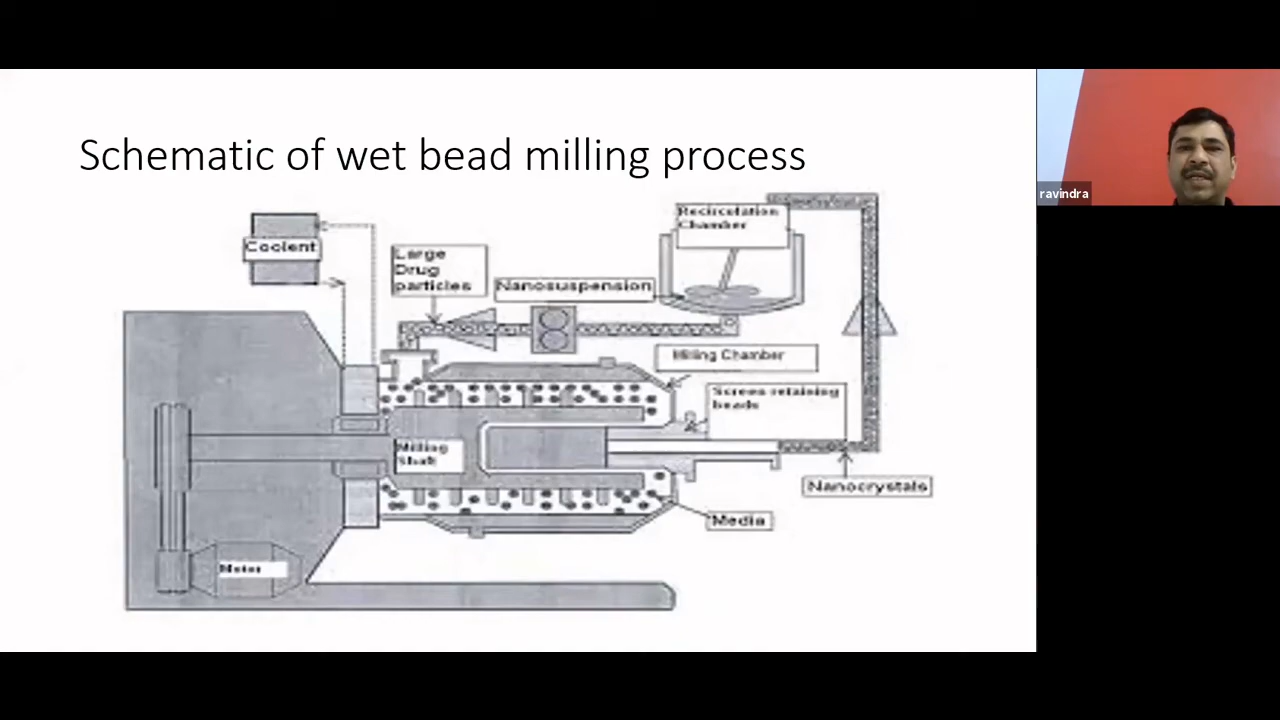 Schematic of wet bead milling process
ravindra
Recirculation
Chamber
Coolent
Large
Drug
particles
Nanosuspension
Milling Chamber
Screen retaining
beads
Milling
Shaft
Nanocrystals
Media
Motor